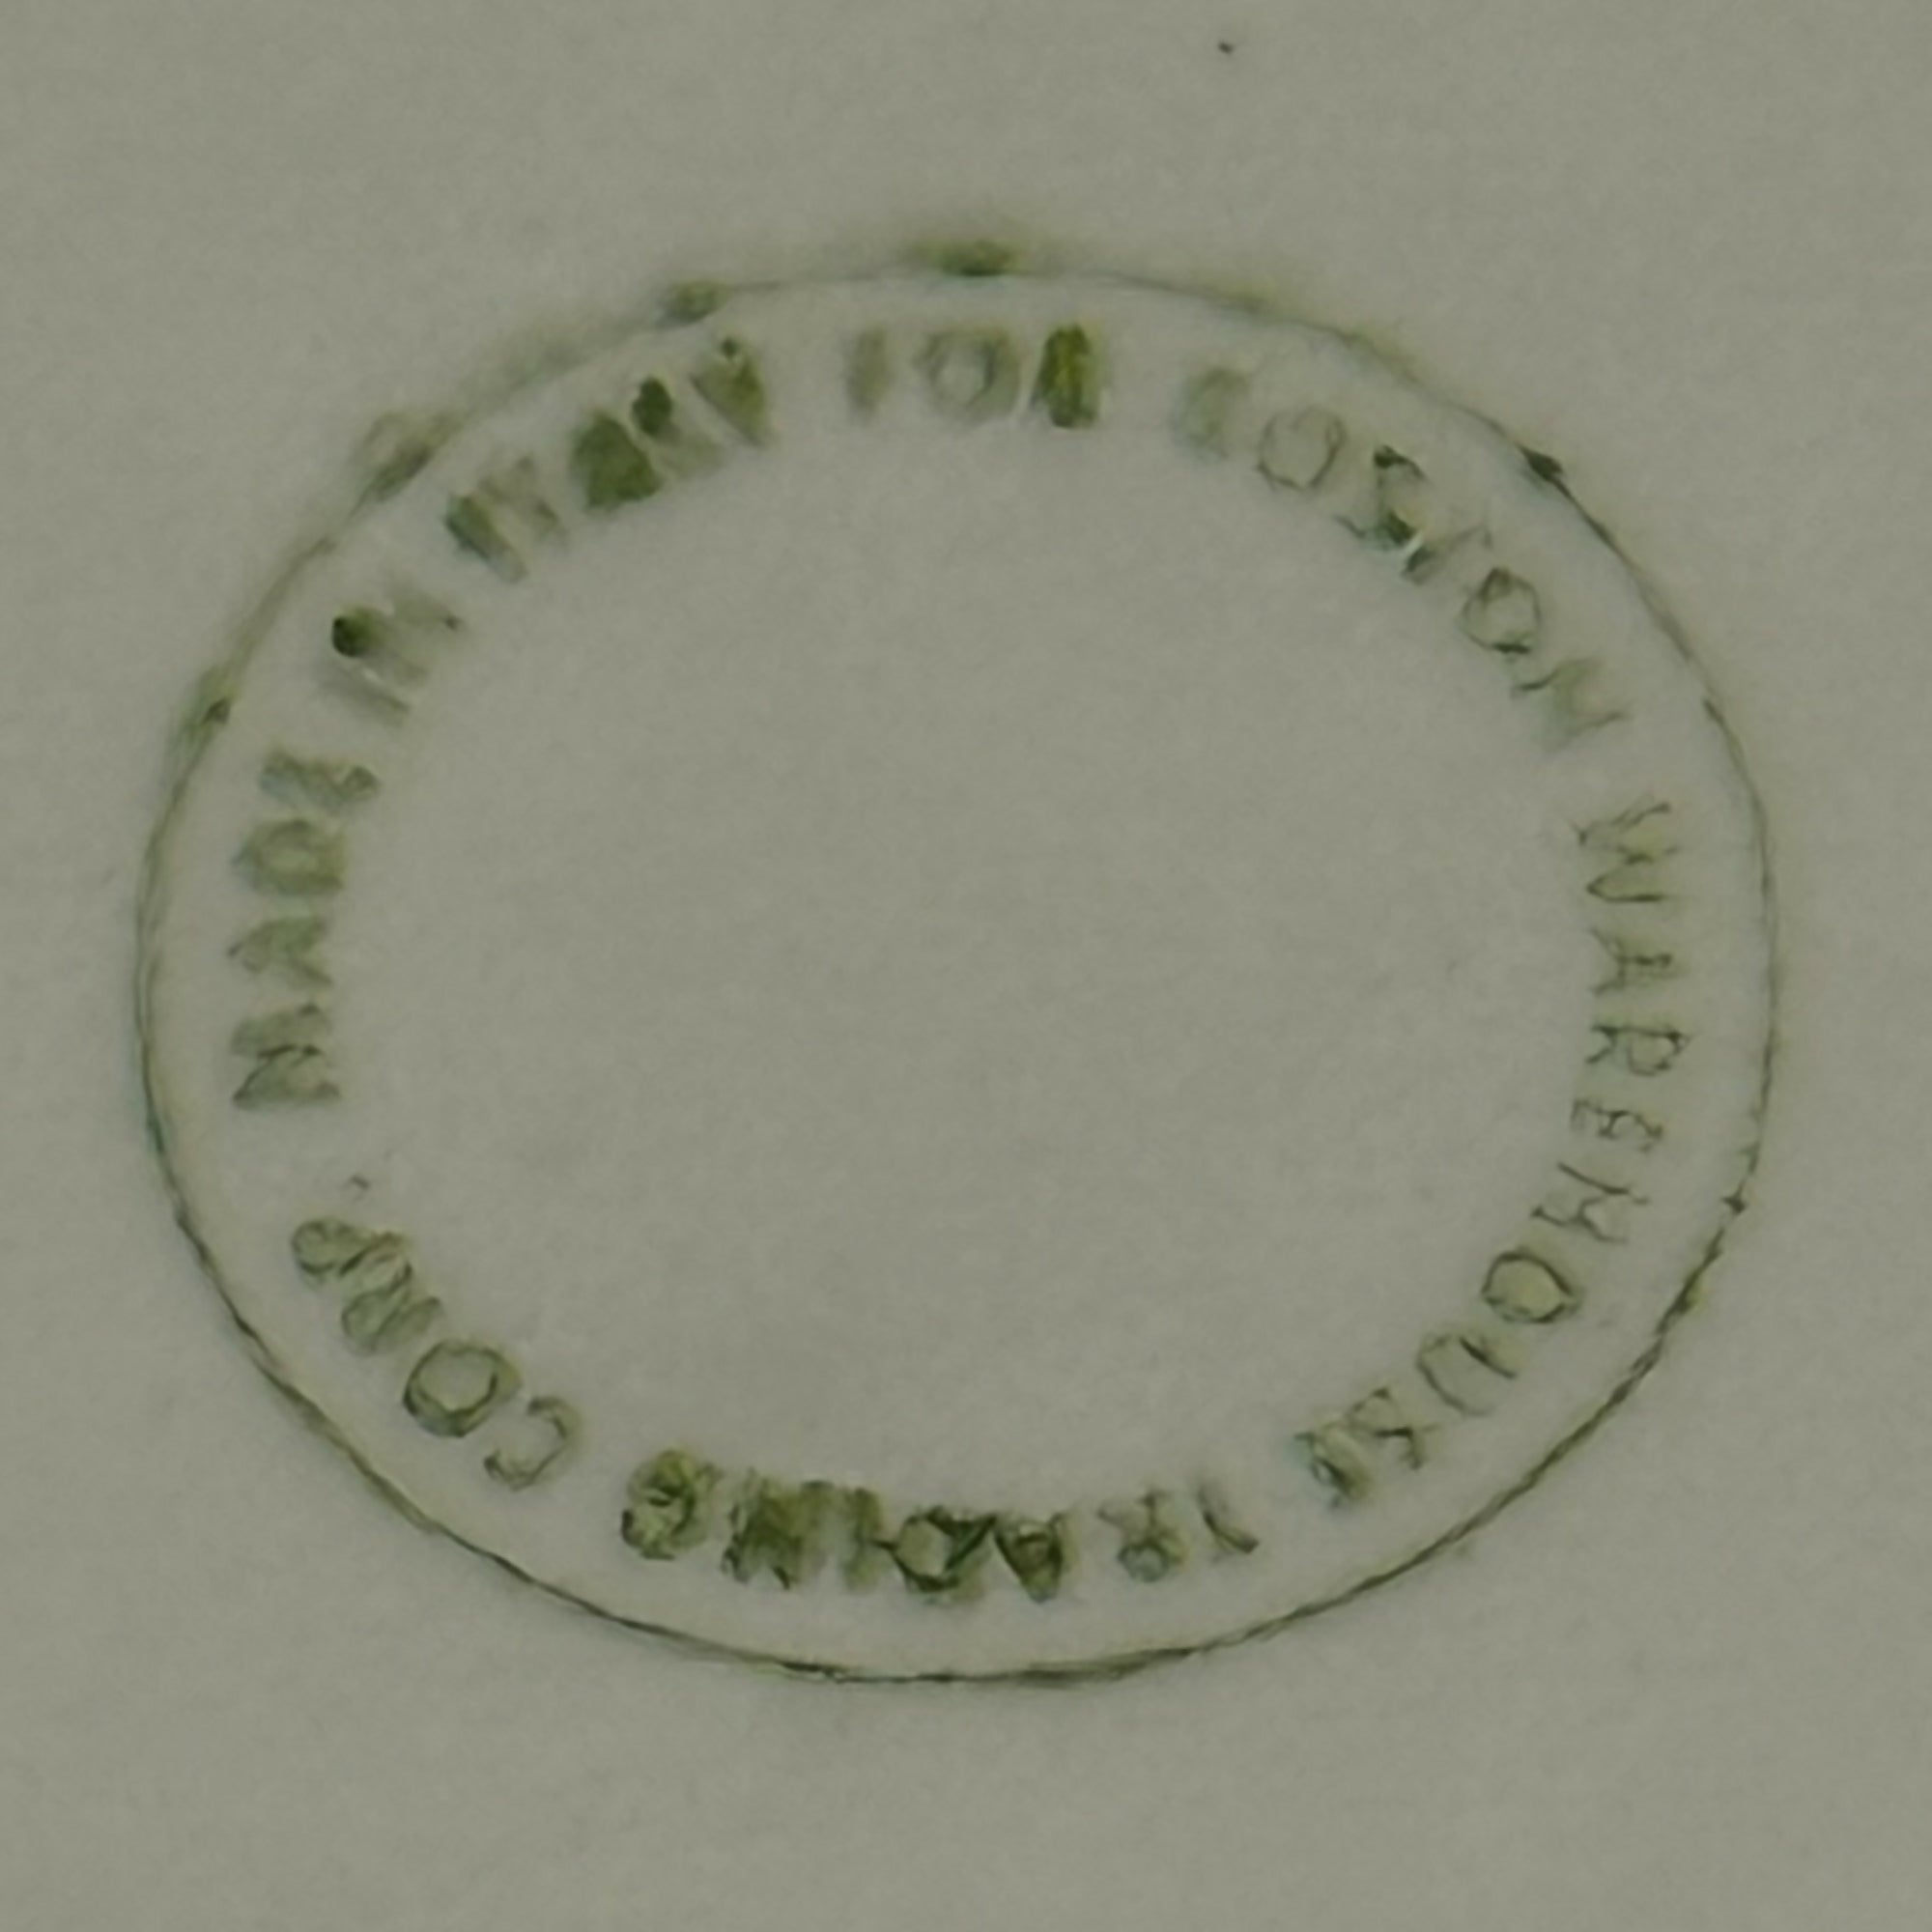 MADE IN ITALY FOR BOSTON WAREHOUSE TRADING CORP